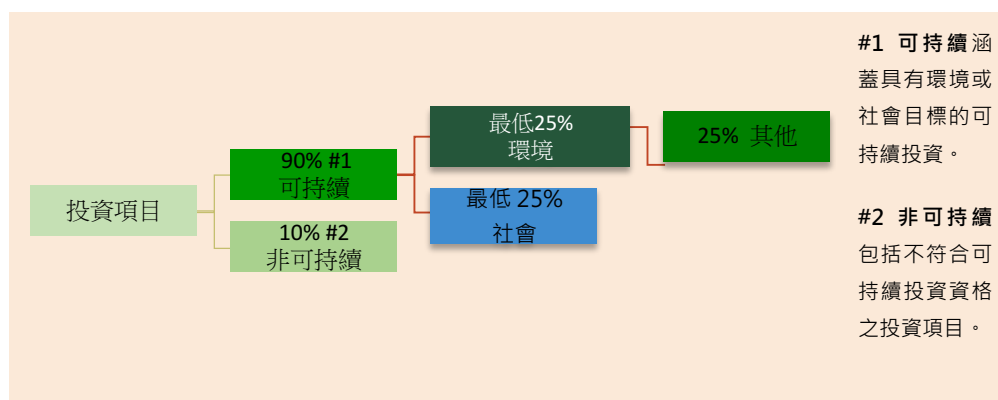 投資項目
90% #1
可持續
10% #2
非可持續
最低25%
環境
最低 25%
社會
25% 其他
#1 可持續涵
蓋具有環境或
社會目標的可
持續投資。
#2 非可持續
包括不符合可
持續投資資格
之投資項目。